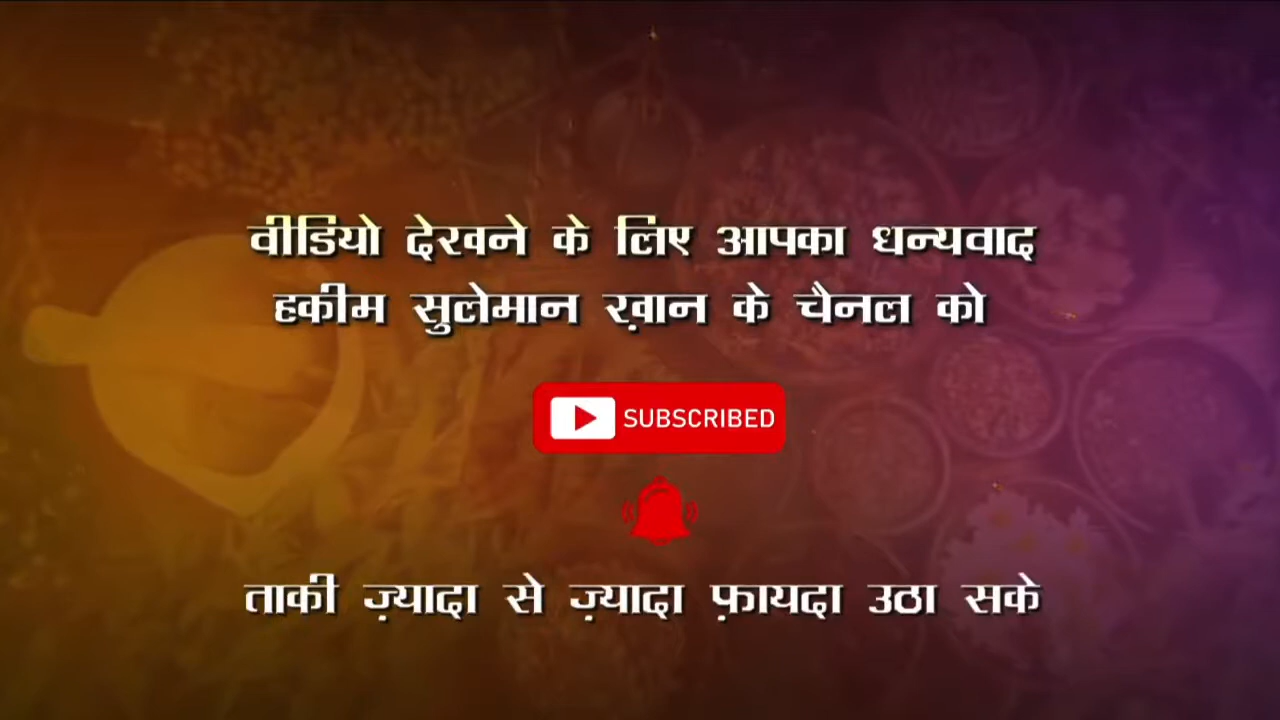 वीडियो देखने के लिए आपका धन्यवाद
हकीम सुलेमान ख़ान के चैनल को
SUBSCRIBED
ताकी ज़्यादा से ज़्यादा फ़ायदा उठा सके